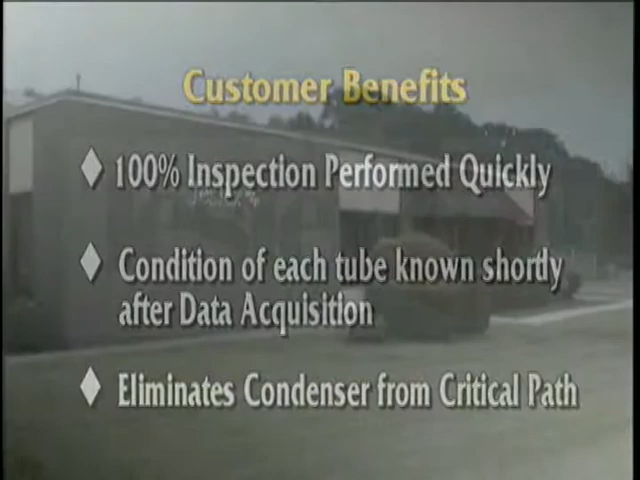 Customer Benefits
100% Inspection Performed Quickly
Condition of each tube known shortly
after Data Acquisition
Eliminates Condenser from Critical Path